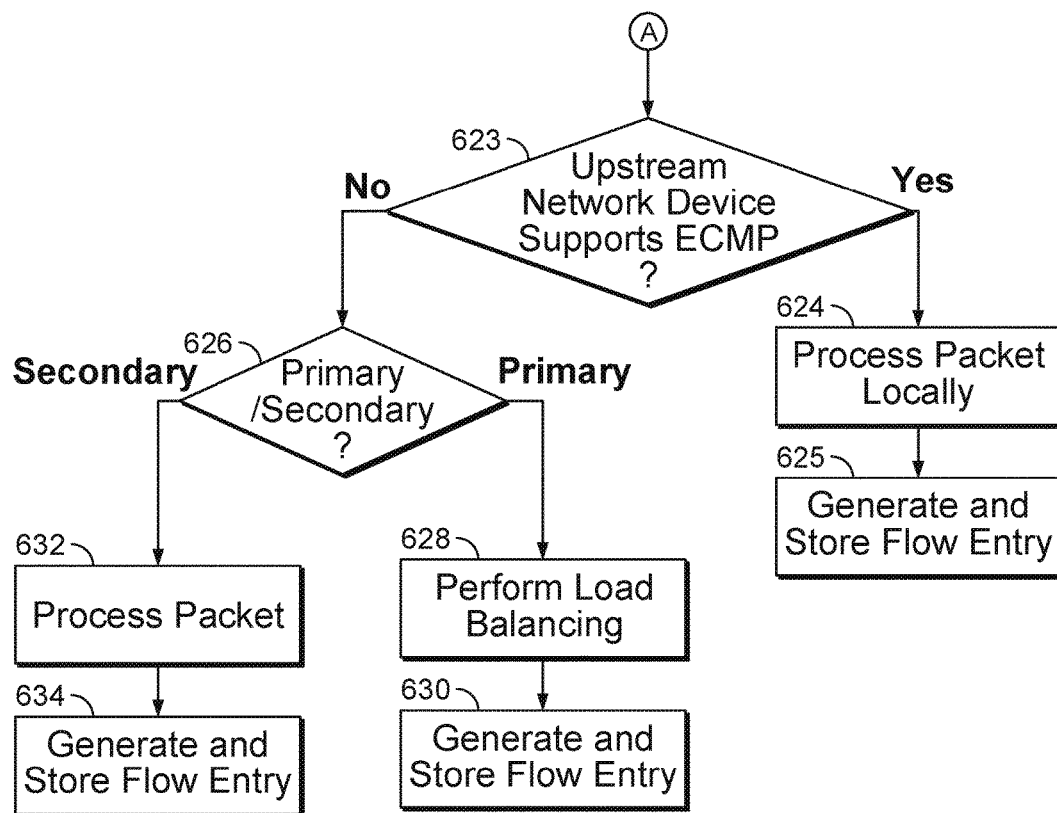 A
623
Upstream
Network Device
Supports ECMP
?
No
Yes
624
Process Packet
Locally
625
Generate and
Store Flow Entry
626
Primary
/Secondary
?
Secondary
Primary
632
Process Packet
634
Generate and
Store Flow Entry
628
Perform Load
Balancing
630
Generate and
Store Flow Entry